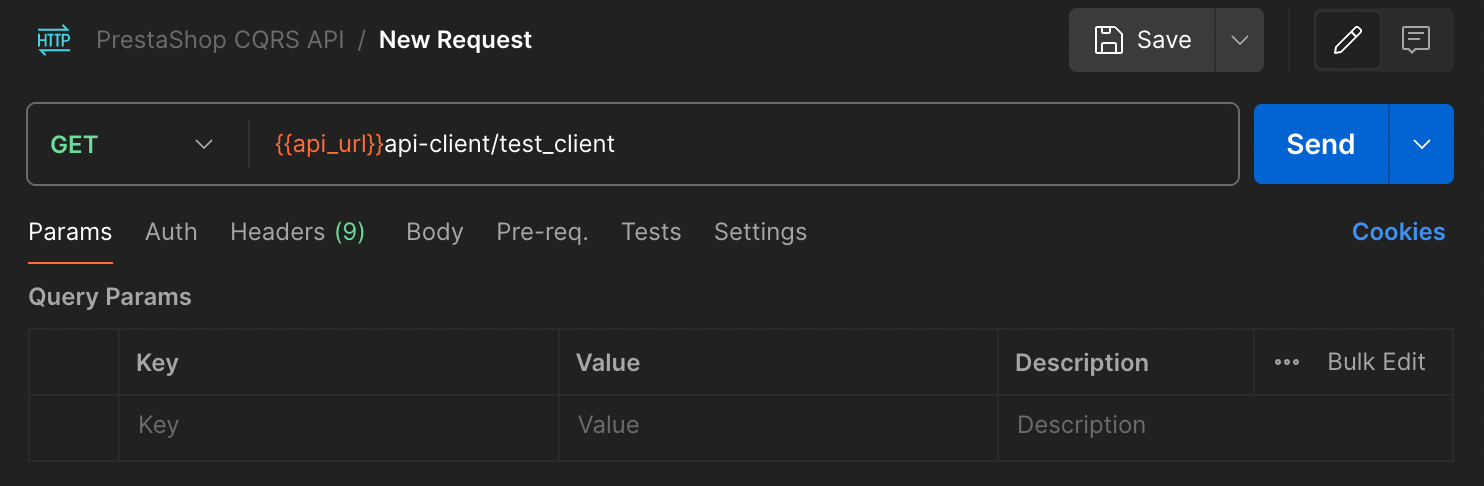 HTTP PrestaShop CQRS API / New Request Save
GET {{api_url}}api-client/test_client Send
Params Auth Headers (9) Body Pre-req. Tests Settings Cookies
Query Params
Key Value Description Bulk Edit
Key Value Description